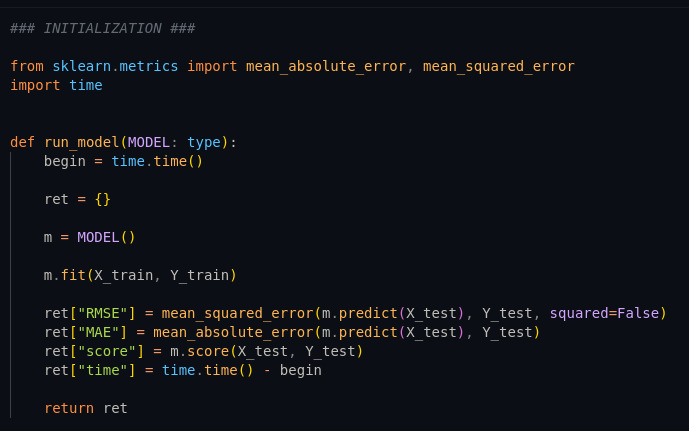 ### INITIALIZATION ###
from sklearn.metrics import mean_absolute_error, mean_squared_error
import time
def run_model(MODEL: type):
    begin = time.time()
    ret = {}
    m = MODEL()
    m.fit(X_train, Y_train)
    ret["RMSE"] = mean_squared_error(m.predict(X_test), Y_test, squared=False)
    ret["MAE"] = mean_absolute_error(m.predict(X_test), Y_test)
    ret["score"] = m.score(X_test, Y_test)
    ret["time"] = time.time() - begin
    return ret